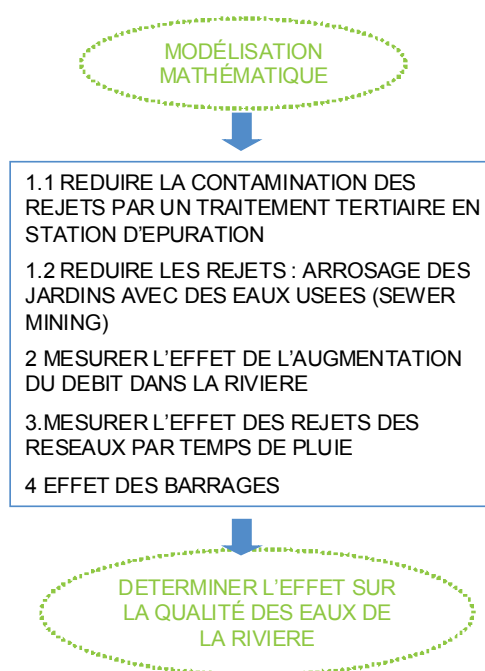 MODÉLISATION
MATHÉMATIQUE
1.1 REDUIRE LA CONTAMINATION DES
REJETS PAR UN TRAITEMENT TERTIAIRE EN
STATION D'EPURATION
1.2 REDUIRE LES REJETS : ARROSAGE DES
JARDINS AVEC DES EAUX USEES (SEWER
MINING)
2 MESURER L'EFFET DE L'AUGMENTATION
DU DEBIT DANS LA RIVIERE
3.MESURER L'EFFET DES REJETS DES
RESEAUX PAR TEMPS DE PLUIE
4 EFFET DES BARRAGES
DETERMINER L'EFFET SUR
LA QUALITÉ DES EAUX DE
LA RIVIERE